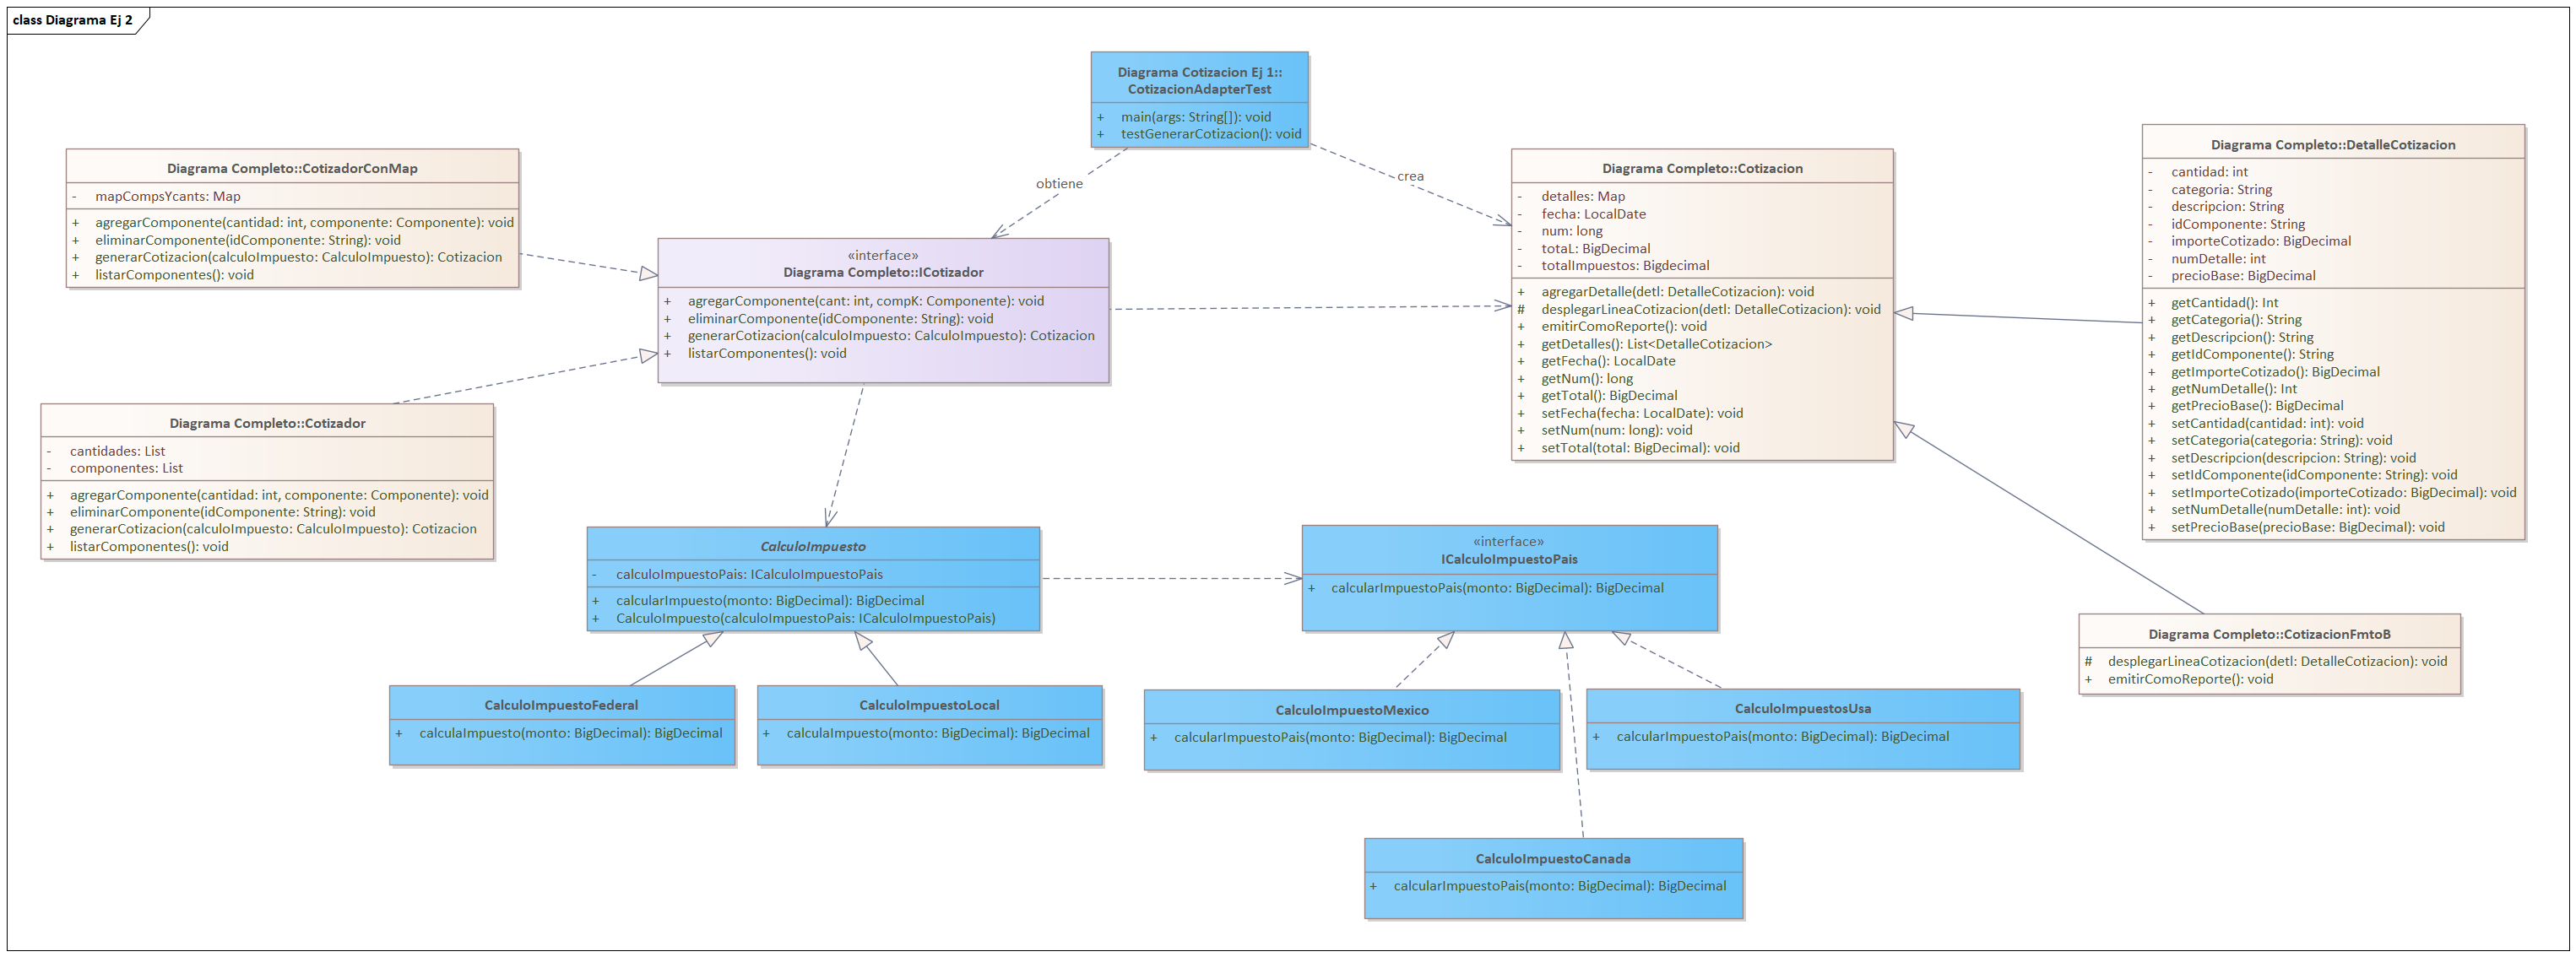 class Diagrama Ej 2
Diagrama Cotizacion Ej 1::
CotizacionAdapterTest
+ main(args: String[]): void
+ testGenerarCotizacion(): void
obtiene
crea
Diagrama Completo::CotizadorConMap
- mapCompsYcants: Map
+ agregarComponente(cantidad: int, componente: Componente): void
+ eliminarComponente(idComponente: String): void
+ generarCotizacion(calculoImpuesto: CalculoImpuesto): Cotizacion
+ listarComponentes(): void
«interface»
Diagrama Completo::ICotizador
+ agregarComponente(cant: int, compK: Componente): void
+ eliminarComponente(idComponente: String): void
+ generarCotizacion(calculoImpuesto: CalculoImpuesto): Cotizacion
+ listarComponentes(): void
Diagrama Completo::Cotizacion
- detalles: Map
- fecha: LocalDate
- num: long
- totaL: BigDecimal
- totalImpuestos: Bigdecimal
+ agregarDetalle(detl: DetalleCotizacion): void
# desplegarLineaCotizacion(detl: DetalleCotizacion): void
+ emitirComoReporte(): void
+ getDetalles(): List<DetalleCotizacion>
+ getFecha(): LocalDate
+ getNum(): long
+ getTotal(): BigDecimal
+ setFecha(fecha: LocalDate): void
+ setNum(num: long): void
+ setTotal(total: BigDecimal): void
Diagrama Completo::DetalleCotizacion
- cantidad: int
- categoria: String
- descripcion: String
- idComponente: String
- importeCotizado: BigDecimal
- numDetalle: int
- precioBase: BigDecimal
+ getCantidad(): Int
+ getCategoria(): String
+ getDescripcion(): String
+ getIdComponente(): String
+ getImporteCotizado(): BigDecimal
+ getNumDetalle(): Int
+ getPrecioBase(): BigDecimal
+ setCantidad(cantidad: int): void
+ setCategoria(categoria: String): void
+ setDescripcion(descripcion: String): void
+ setIdComponente(idComponente: String): void
+ setImporteCotizado(importeCotizado: BigDecimal): void
+ setNumDetalle(numDetalle: int): void
+ setPrecioBase(precioBase: BigDecimal): void
Diagrama Completo::Cotizador
- cantidades: List
- componentes: List
+ agregarComponente(cantidad: int, componente: Componente): void
+ eliminarComponente(idComponente: String): void
+ generarCotizacion(calculoImpuesto: CalculoImpuesto): Cotizacion
+ listarComponentes(): void
CalculoImpuesto
- calculoImpuestoPais: ICalculoImpuestoPais
+ calcularImpuesto(monto: BigDecimal): BigDecimal
+ CalculoImpuesto(calculoImpuestoPais: ICalculoImpuestoPais)
«interface»
ICalculoImpuestoPais
+ calcularImpuestoPais(monto: BigDecimal): BigDecimal
Diagrama Completo::CotizacionFmtoB
# desplegarLineaCotizacion(detl: DetalleCotizacion): void
+ emitirComoReporte(): void
CalculoImpuestoFederal
+ calculaImpuesto(monto: BigDecimal): BigDecimal
CalculoImpuestoLocal
+ calculaImpuesto(monto: BigDecimal): BigDecimal
CalculoImpuestoMexico
+ calcularImpuestoPais(monto: BigDecimal): BigDecimal
CalculoImpuestosUsa
+ calcularImpuestoPais(monto: BigDecimal): BigDecimal
CalculoImpuestoCanada
+ calcularImpuestoPais(monto: BigDecimal): BigDecimal